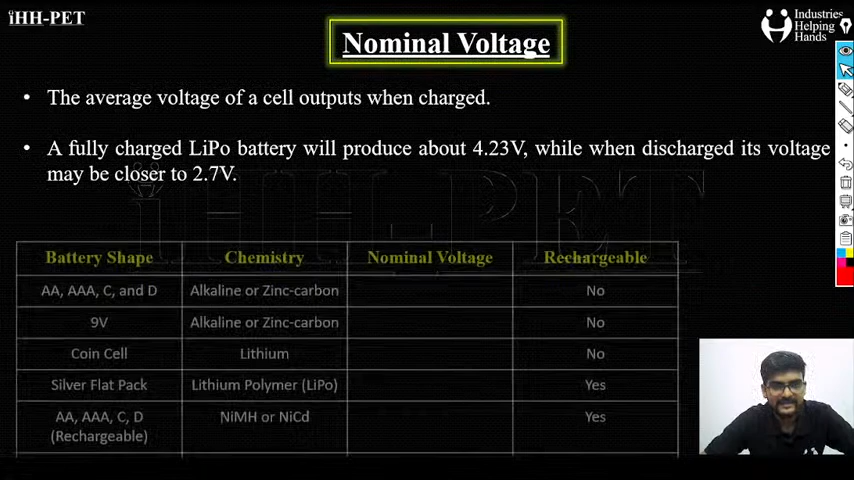 iHH-PET
Industries
Helping
Hands
Nominal Voltage
• The average voltage of a cell outputs when charged.
• A fully charged LiPo battery will produce about 4.23V, while when discharged its voltage
may be closer to 2.7V.
iHH-PET
Battery Shape Chemistry Nominal Voltage Rechargeable
AA, AAA, C, and D Alkaline or Zinc-carbon No
9V Alkaline or Zinc-carbon No
Coin Cell Lithium No
Silver Flat Pack Lithium Polymer (LiPo) Yes
AA, AAA, C, D NiMH or NiCd Yes
(Rechargeable)